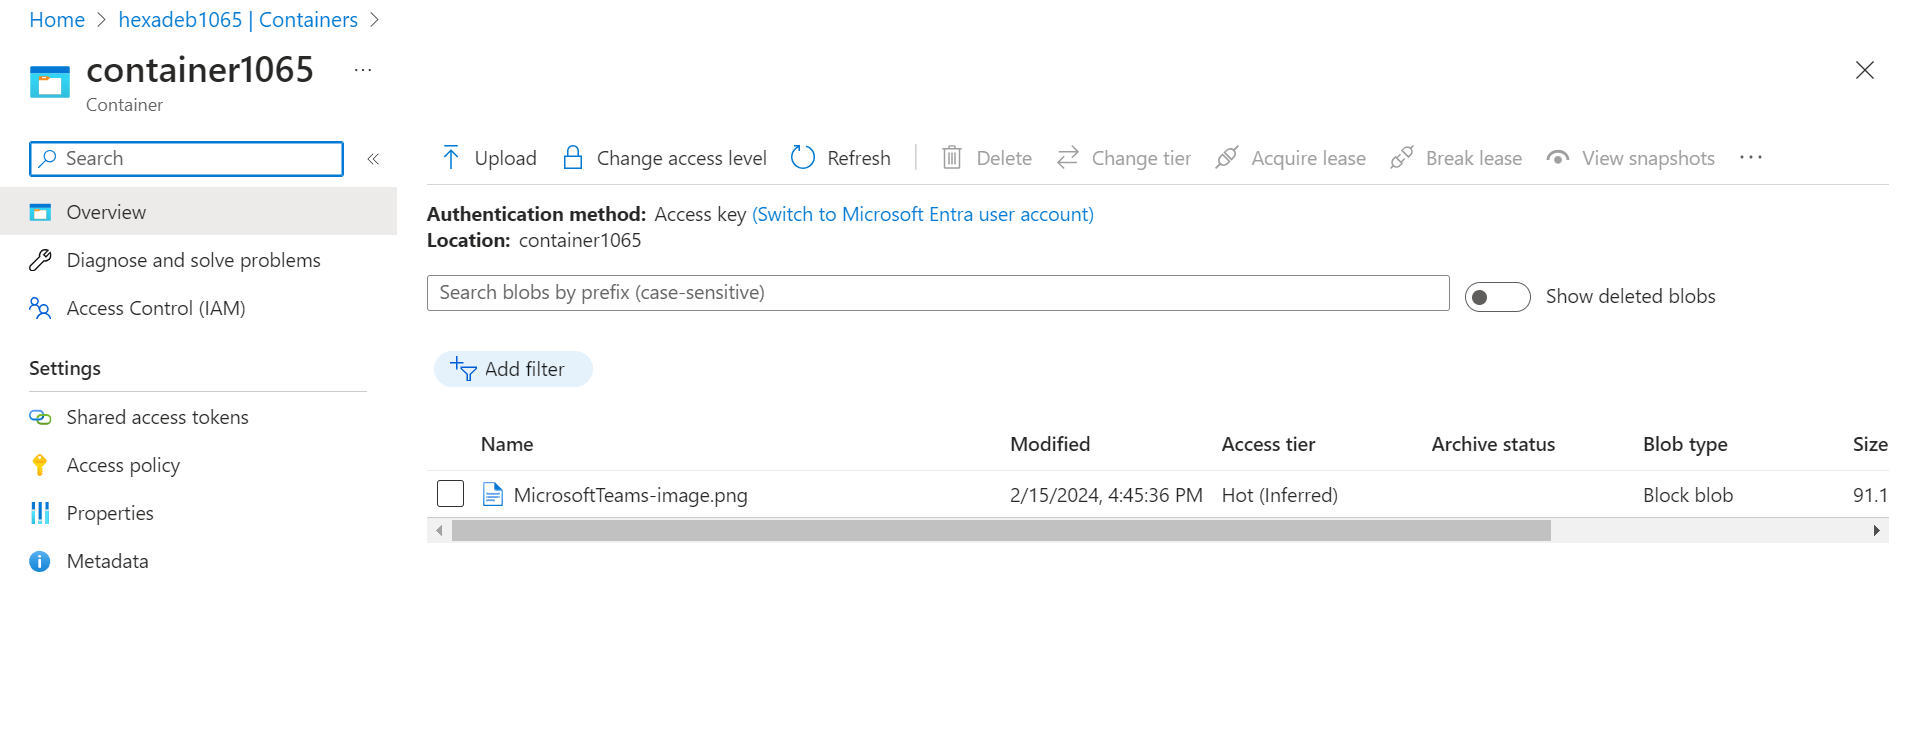 Home > hexadeb1065 | Containers >
container1065 ...
Container
Search «
Overview
Diagnose and solve problems
Access Control (IAM)
Settings
Shared access tokens
Access policy
Properties
Metadata
Upload Change access level Refresh | Delete Change tier Acquire lease Break lease View snapshots ...
Authentication method: Access key (Switch to Microsoft Entra user account)
Location: container1065
Search blobs by prefix (case-sensitive) Show deleted blobs
Add filter
Name Modified Access tier Archive status Blob type Size
MicrosoftTeams-image.png 2/15/2024, 4:45:36 PM Hot (Inferred) Block blob 91.1